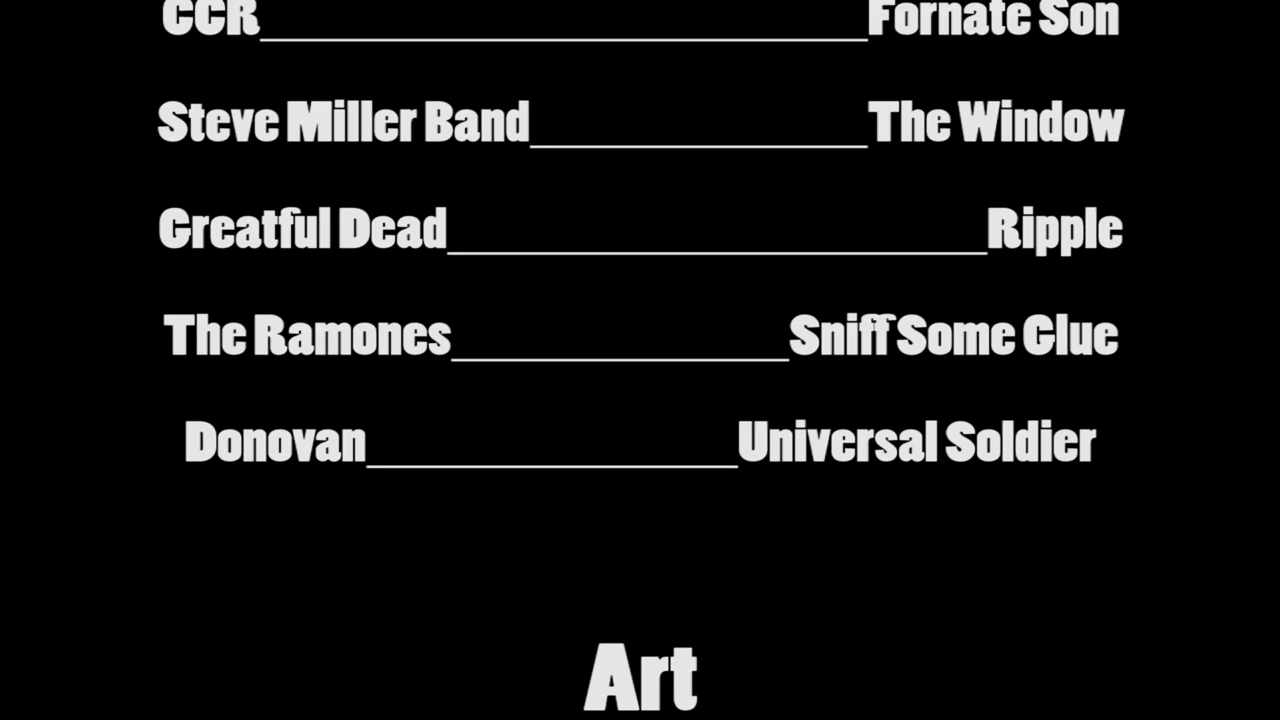 CCR Fornate Son
Steve Miller Band The Window
Greatful Dead Ripple
The Ramones Sniff Some Glue
Donovan Universal Soldier
Art